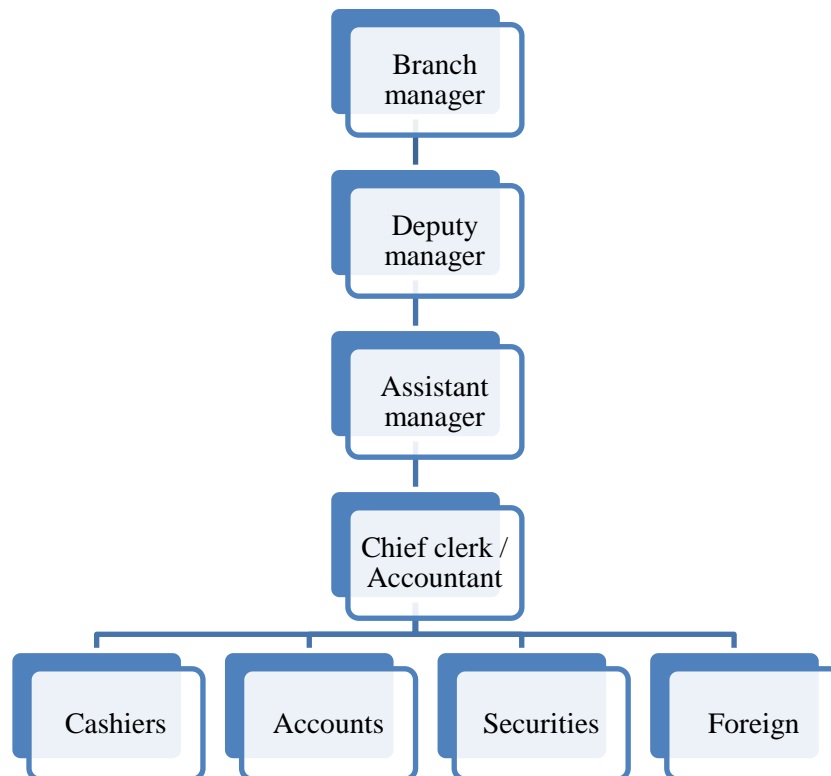 Branch
manager
Deputy
manager
Assistant
manager
Chief clerk /
Accountant
Cashiers
Accounts
Securities
Foreign